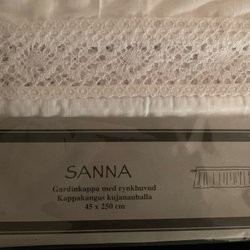 SANNA
Gardinkappa med rynkhuvud
Kappakangas kujanauhalla
45 x 250 cm